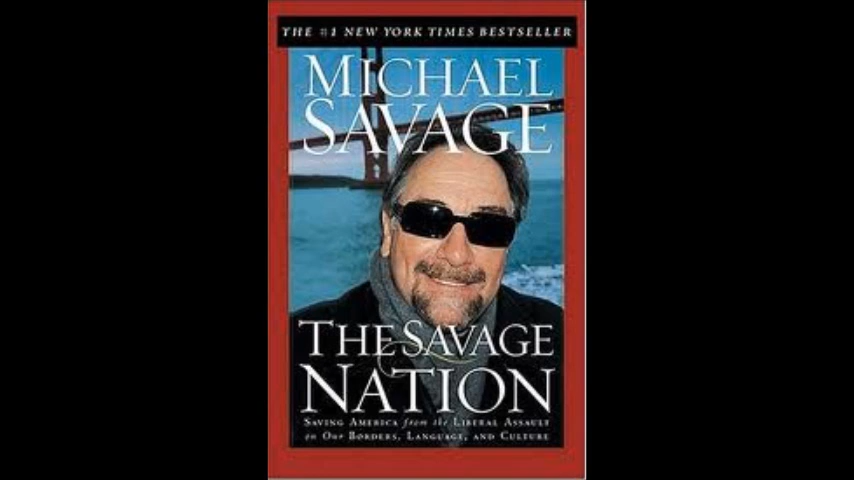 THE #1 NEW YORK TIMES BESTSELLER
MICHAEL
SAVAGE
THE SAVAGE
NATION
SAVING AMERICA from the LIBERAL ASSAULT
on OUR BORDERS, LANGUAGE, AND CULTURE